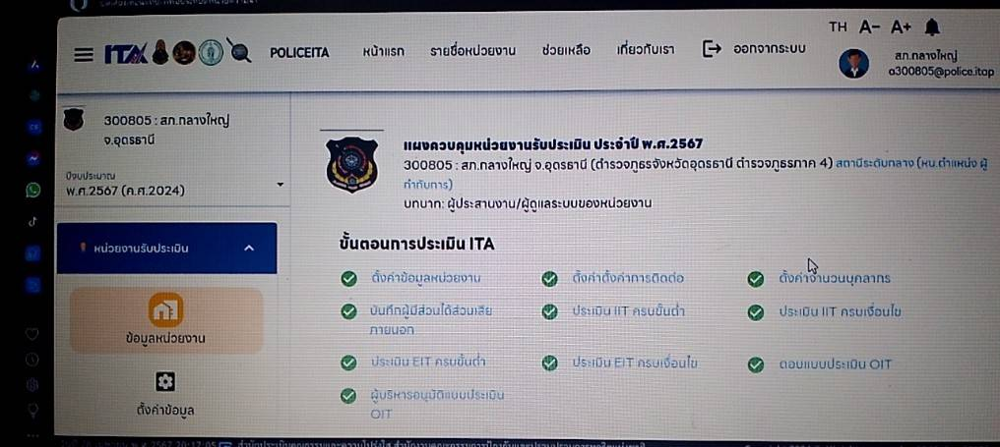 ITA POLICEITA หน้าแรก รายชื่อหน่วยงาน ช่วยเหลือ เกี่ยวกับเรา ออกจากระบบ
TH A- A+
สภ.กลางใหญ่
a300805@police.itap
300805 : สภ.กลางใหญ่
จ.อุดรธานี
ปีงบประมาณ
พ.ศ.2567 (ค.ศ.2024)
หน่วยงานรับประเมิน
ข้อมูลหน่วยงาน
ตั้งค่าข้อมูล
แผงควบคุมหน่วยงานรับประเมิน ประจำปี พ.ศ.2567
300805 : สภ.กลางใหญ่ จ.อุดรธานี (ตำรวจภูธรจังหวัดอุดรธานี ตำรวจภูธรภาค 4) สถานีระดับกลาง (หน.ตำแหน่ง ผู้
กำกับการ)
บทบาท: ผู้ประสานงาน/ผู้ดูแลระบบของหน่วยงาน
ขั้นตอนการประเมิน ITA
ตั้งค่าข้อมูลหน่วยงาน
ตั้งค่าตั้งค่าการติดต่อ
ตั้งค่าจำนวนบุคลากร
บันทึกผู้มีส่วนได้ส่วนเสีย
ภายนอก
ประเมิน IIT ครบขั้นต่ำ
ประเมิน IIT ครบเงื่อนไข
ประเมิน EIT ครบขั้นต่ำ
ประเมิน EIT ครบเงื่อนไข
ตอบแบบประเมิน OIT
ผู้บริหารอนุมัติแบบประเมิน
OIT